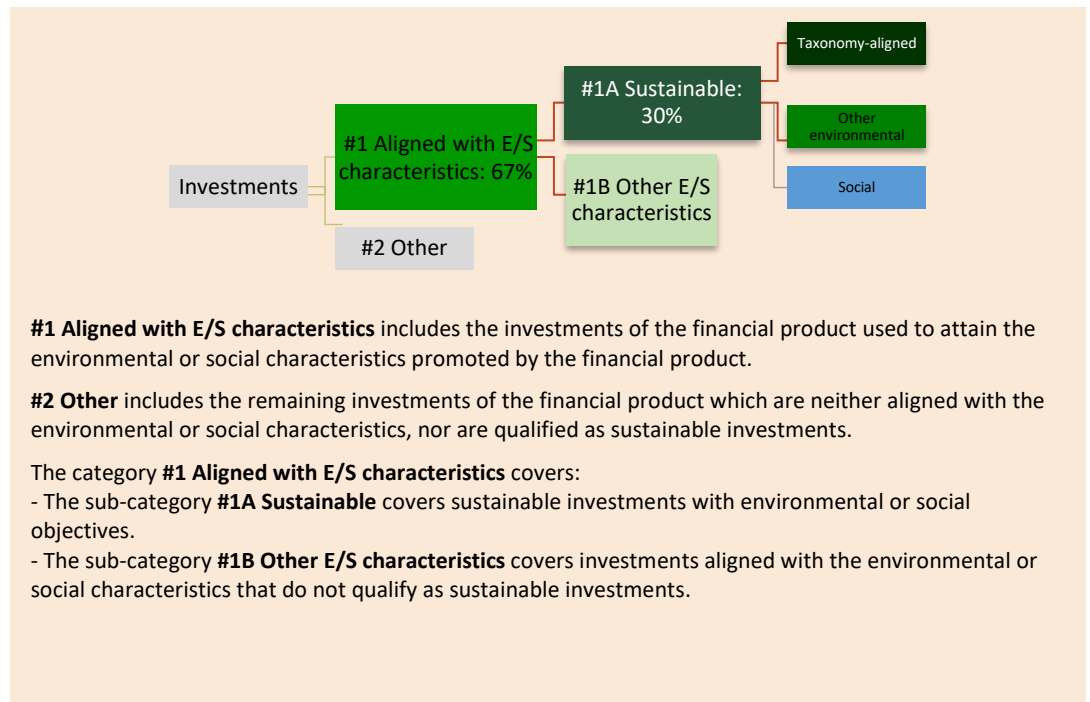 Taxonomy-aligned
#1A Sustainable:
30%
Other
environmental
#1 Aligned with E/S
characteristics: 67%
Investments
#1B Other E/S
characteristics
Social
#2 Other
#1 Aligned with E/S characteristics includes the investments of the financial product used to attain the
environmental or social characteristics promoted by the financial product.
#2 Other includes the remaining investments of the financial product which are neither aligned with the
environmental or social characteristics, nor are qualified as sustainable investments.
The category #1 Aligned with E/S characteristics covers:
- The sub-category #1A Sustainable covers sustainable investments with environmental or social
objectives.
- The sub-category #1B Other E/S characteristics covers investments aligned with the environmental or
social characteristics that do not qualify as sustainable investments.